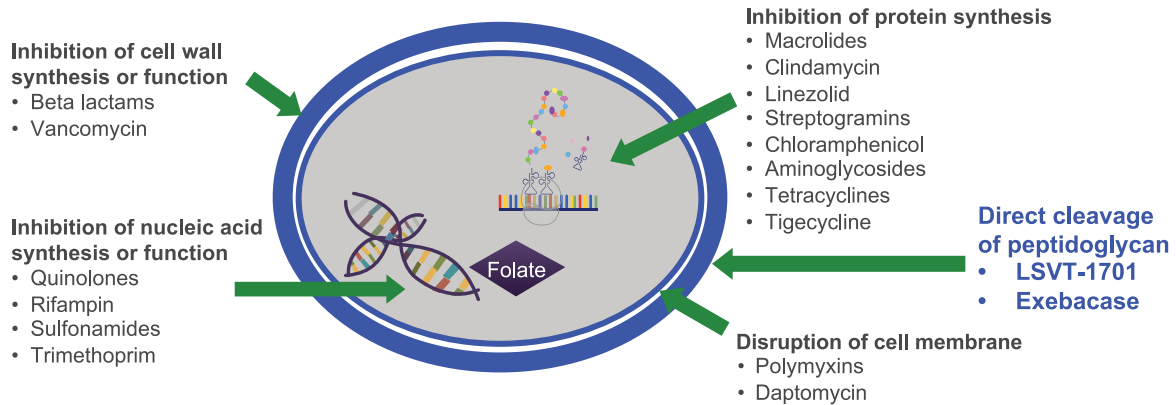 Inhibition of cell wall
synthesis or function
• Beta lactams
• Vancomycin
Inhibition of nucleic acid
synthesis or function
• Quinolones
• Rifampin
• Sulfonamides
• Trimethoprim
Folate
Inhibition of protein synthesis
• Macrolides
• Clindamycin
• Linezolid
• Streptogramins
• Chloramphenicol
• Aminoglycosides
• Tetracyclines
• Tigecycline
Direct cleavage
of peptidoglycan
• LSVT-1701
• Exebacase
Disruption of cell membrane
• Polymyxins
• Daptomycin